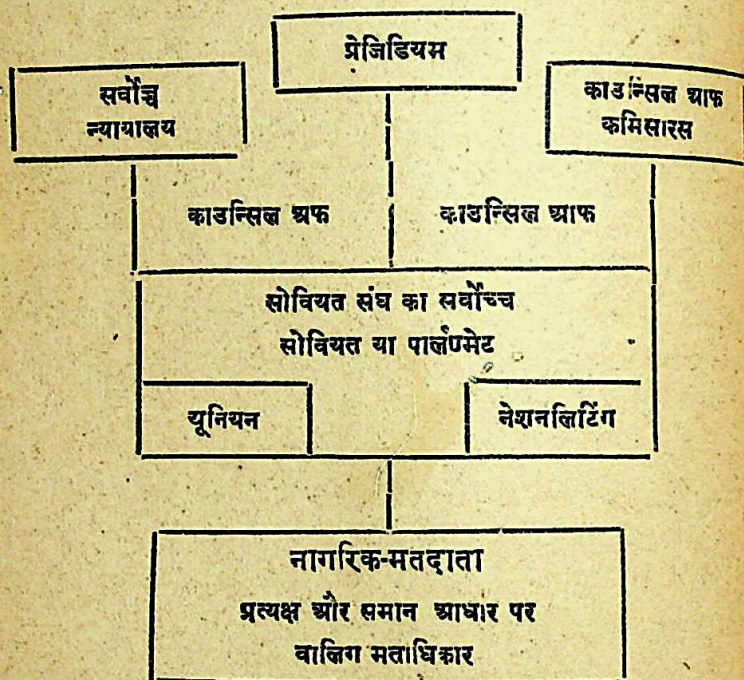 प्रेजिडियम
सर्वोच्च
न्यायालय
काउन्सिल आफ
कमिसारस
काउन्सिल अफ
काउन्सिल आफ
सोवियत संघ का सर्वोच्च
सोवियत या पार्लण्मेट
यूनियन
नेशनलिटिंग
नागरिक-मतदाता
प्रत्यक्ष और समान आधार पर
वालिग मताधिकार